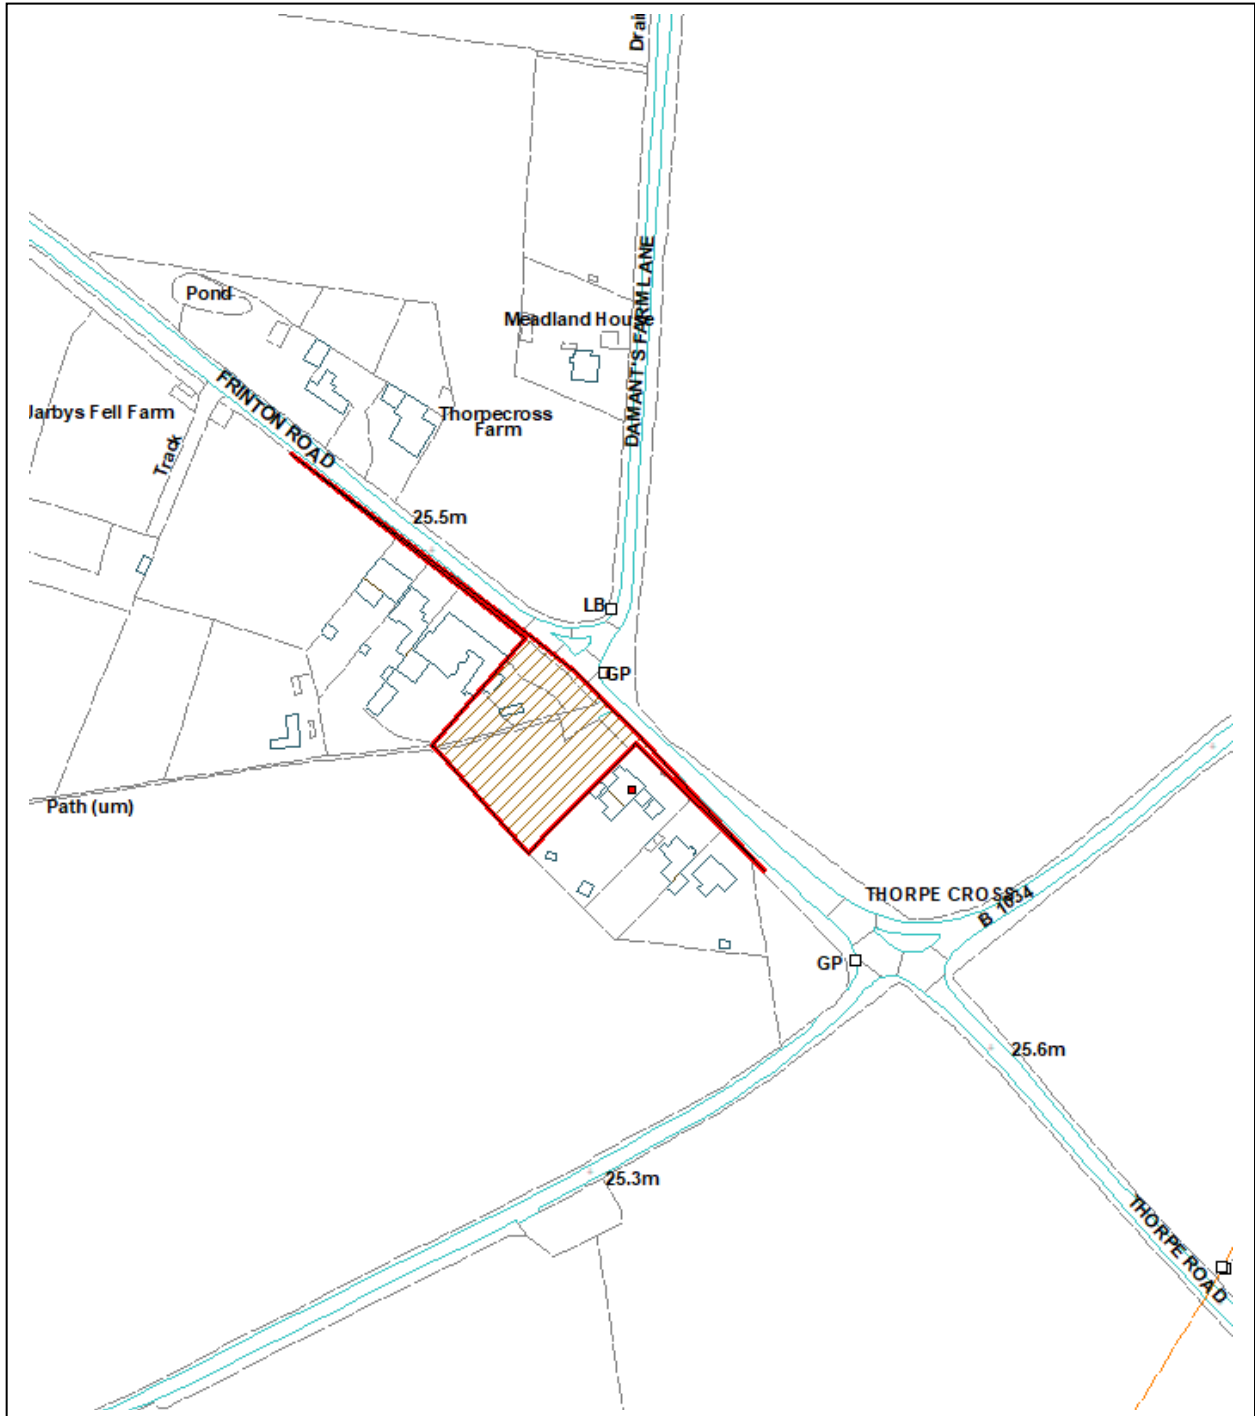 Drai
Pond
Meadland House
DAMANT'S FARM LANE
FRINTON ROAD
Jarbys Fell Farm
Thorpecross
Farm
Track
25.5m
LB
GP
Path (um)
THORPE CROSS
B 1034
GP
25.6m
25.3m
THORPE ROAD